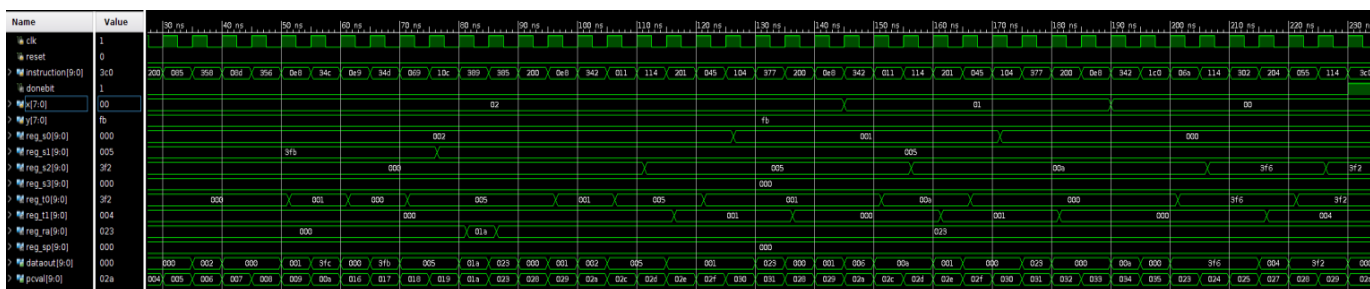 Name Value 30 ns 40 ns 50 ns 60 ns 70 ns 80 ns 90 ns 100 ns 110 ns 120 ns 130 ns 140 ns 150 ns 160 ns 170 ns 180 ns 190 ns 200 ns 210 ns 220 ns 230 n
clk 1
reset 0
instruction[9:0] 3c0 200 085 358 08d 356 0e8 34c 0e9 34d 069 10c 389 385 200 0e8 342 011 114 201 045 104 377 200 0e8 342 011 114 201 045 104 377 200 0e8 342 1c0 06a 114 302 204 055 114 3c
donebit 1
x[7:0] 00 02 01 00
y[7:0] fb fb
reg_s0[9:0] 000 002 001 000
reg_s1[9:0] 005 3fb 005
reg_s2[9:0] 3f2 000 005 00a 3f6 3f2
reg_s3[9:0] 000 000
reg_t0[9:0] 3f2 000 001 000 005 001 005 001 00a 000 3f6 3f2
reg_t1[9:0] 004 000 001 000 001 000 004
reg_ra[9:0] 023 000 01a 023
reg_sp[9:0] 000 000
dataout[9:0] 000 000 002 000 001 3fc 000 3fb 005 01a 023 000 001 002 005 001 023 000 001 006 00a 001 000 023 000 00a 000 3f6 004 3f2 00
pcval[9:0] 02a 004 005 006 007 008 009 00a 016 017 018 019 01a 023 028 029 02a 02c 02d 02e 02f 030 031 028 029 02a 02c 02d 02e 02f 030 031 032 033 034 035 023 024 025 027 028 029 02